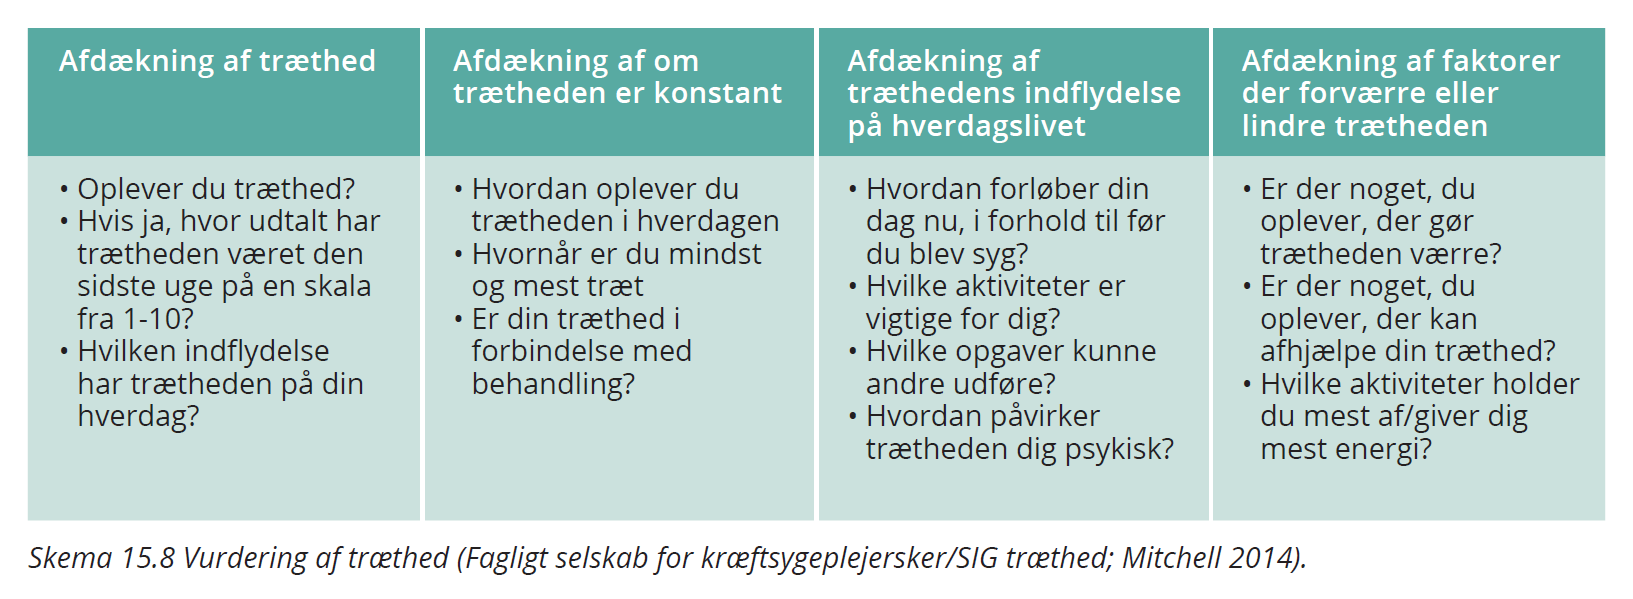 Afdækning af træthed
• Oplever du træthed?
• Hvis ja, hvor udtalt har
trætheden været den
sidste uge på en skala
fra 1-10?
• Hvilken indflydelse
har trætheden på din
hverdag?
Afdækning af om
trætheden er konstant
• Hvordan oplever du
trætheden i hverdagen
• Hvornår er du mindst
og mest træt
• Er din træthed i
forbindelse med
behandling?
Afdækning af
træthedens indflydelse
på hverdagslivet
• Hvordan forløber din
dag nu, i forhold til før
du blev syg?
• Hvilke aktiviteter er
vigtige for dig?
• Hvilke opgaver kunne
andre udføre?
• Hvordan påvirker
trætheden dig psykisk?
Afdækning af faktorer
der forværre eller
lindre trætheden
• Er der noget, du
oplever, der gør
trætheden værre?
• Er der noget, du
oplever, der kan
afhjælpe din træthed?
• Hvilke aktiviteter holder
du mest af/giver dig
mest energi?
Skema 15.8 Vurdering af træthed (Fagligt selskab for kræftsygeplejersker/SIG træthed; Mitchell 2014).